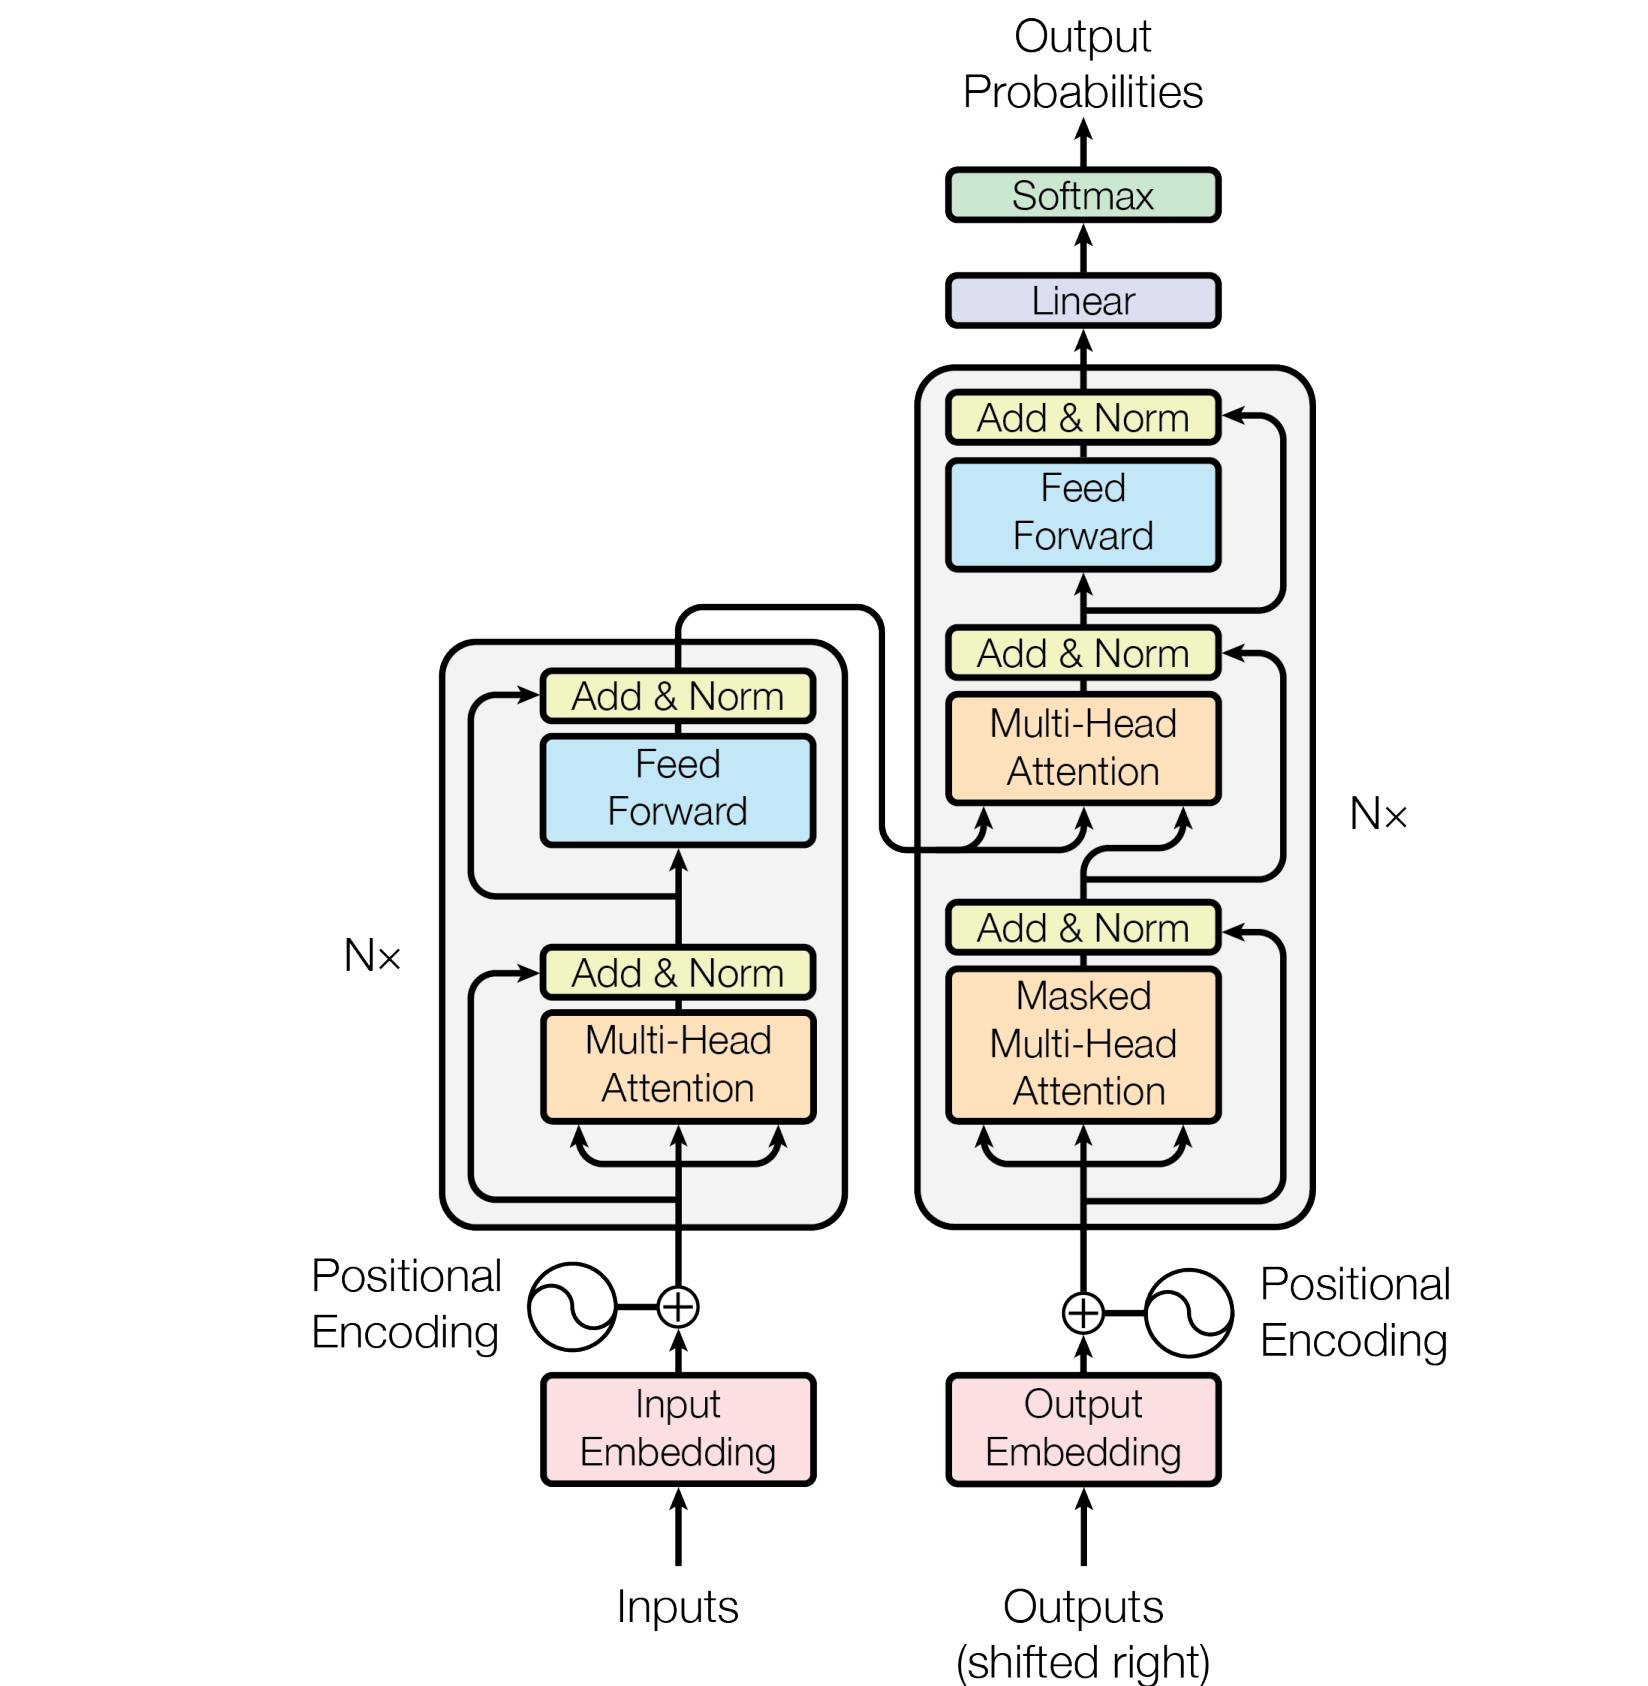 Output
Probabilities
Softmax
Linear
Add & Norm
Feed
Forward
Add & Norm
Multi-Head
Attention
Add & Norm
Masked
Multi-Head
Attention
Nx
Add & Norm
Feed
Forward
Add & Norm
Multi-Head
Attention
Nx
Positional
Encoding
Positional
Encoding
Input
Embedding
Output
Embedding
Inputs
Outputs
(shifted right)